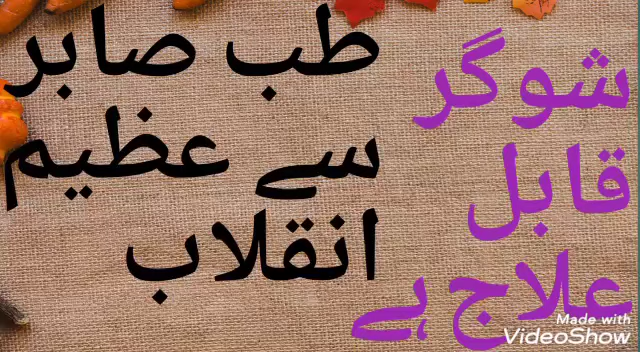 شوگر
قابل
علاج ہے
طب صابر
سے عظیم
انقلاب
Made with
VideoShow